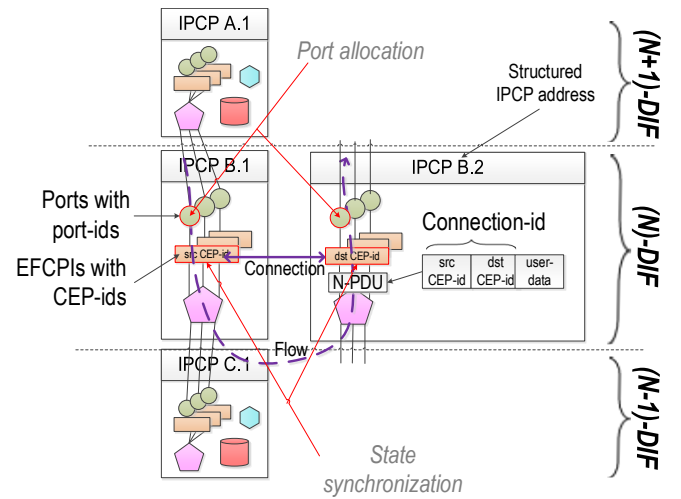 IPCP A.1
Port allocation
Structured
IPCP address
(N+1)-DIF
IPCP B.1
IPCP B.2
Ports with
port-ids
EFCPIs with
CEP-ids
src CEP-id
Connection
dst CEP-id
N-PDU
Connection-id
src
CEP-id
dst
CEP-id
user-
data
(N)-DIF
Flow
IPCP C.1
State
synchronization
(N-1)-DIF